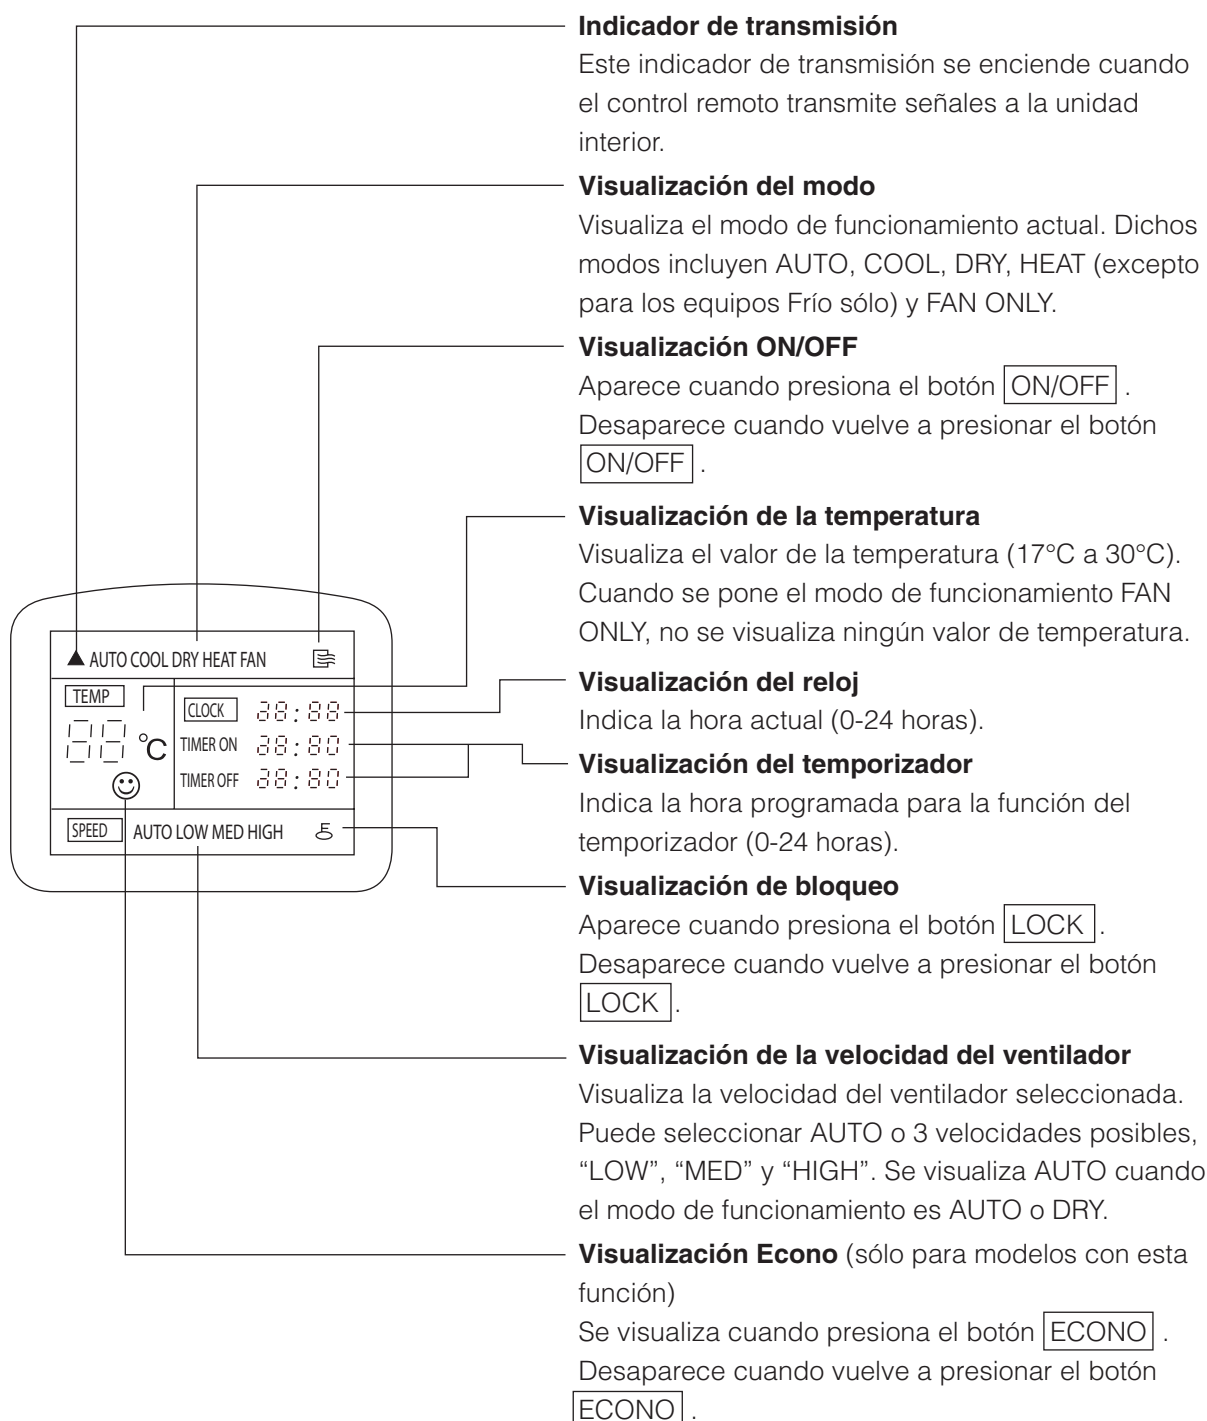 Indicador de transmisión
Este indicador de transmisión se enciende cuando
el control remoto transmite señales a la unidad
interior.
Visualización del modo
Visualiza el modo de funcionamiento actual. Dichos
modos incluyen AUTO, COOL, DRY, HEAT (excepto
para los equipos Frío sólo) y FAN ONLY.
Visualización ON/OFF
Aparece cuando presiona el botón ON/OFF .
Desaparece cuando vuelve a presionar el botón
ON/OFF .
Visualización de la temperatura
Visualiza el valor de la temperatura (17°C a 30°C).
Cuando se pone el modo de funcionamiento FAN
ONLY, no se visualiza ningún valor de temperatura.
Visualización del reloj
Indica la hora actual (0-24 horas).
Visualización del temporizador
Indica la hora programada para la función del
temporizador (0-24 horas).
Visualización de bloqueo
Aparece cuando presiona el botón LOCK .
Desaparece cuando vuelve a presionar el botón
LOCK .
Visualización de la velocidad del ventilador
Visualiza la velocidad del ventilador seleccionada.
Puede seleccionar AUTO o 3 velocidades posibles,
“LOW”, “MED” y “HIGH”. Se visualiza AUTO cuando
el modo de funcionamiento es AUTO o DRY.
Visualización Econo (sólo para modelos con esta
función)
Se visualiza cuando presiona el botón ECONO .
Desaparece cuando vuelve a presionar el botón
ECONO .
AUTO COOL DRY HEAT FAN
TEMP
88 °C
CLOCK 38:88
TIMER ON 38:80
TIMER OFF 38:80
SPEED AUTO LOW MED HIGH